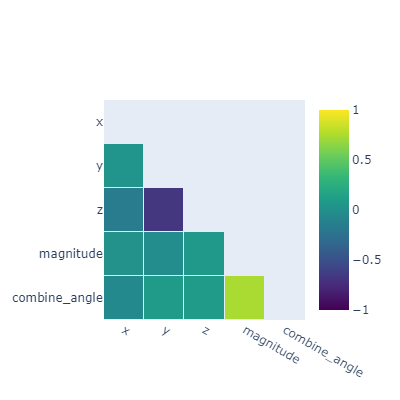 x
y
z
magnitude
combine_angle
x
y
z
magnitude
combine_angle
1
0.5
0
−0.5
−1